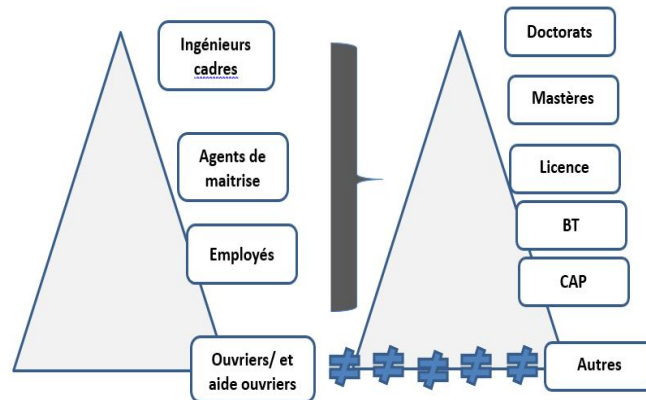 Ingénieurs
cadres
Agents de
maitrise
Employés
Ouvriers/ et
aide ouvriers
Doctorats
Mastères
Licence
BT
CAP
Autres